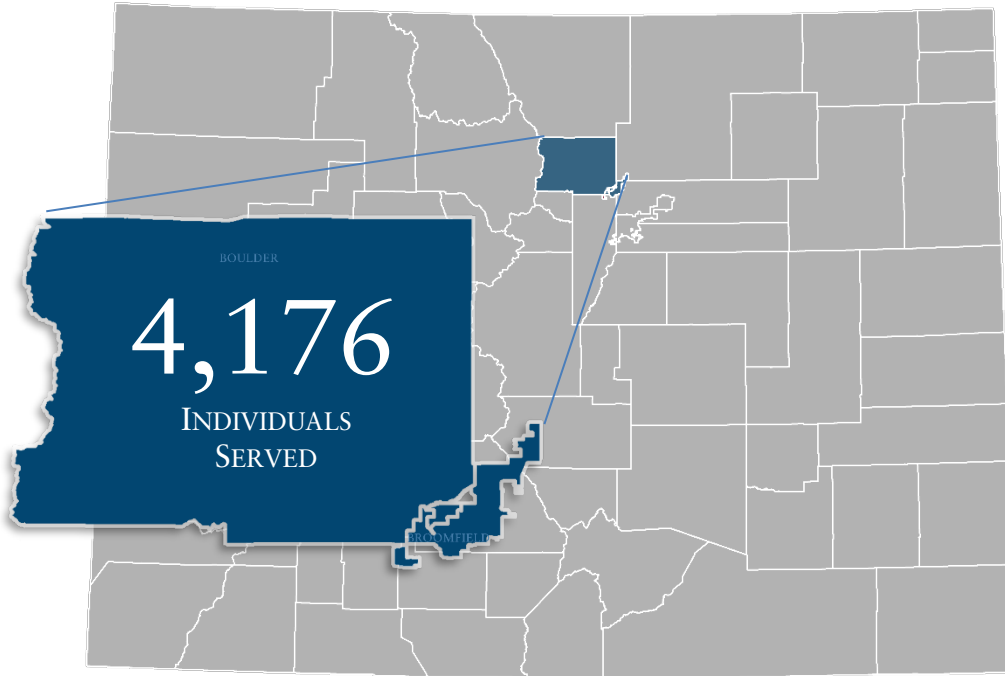 BOULDER
4,176
INDIVIDUALS
SERVED
BROOMFIELD